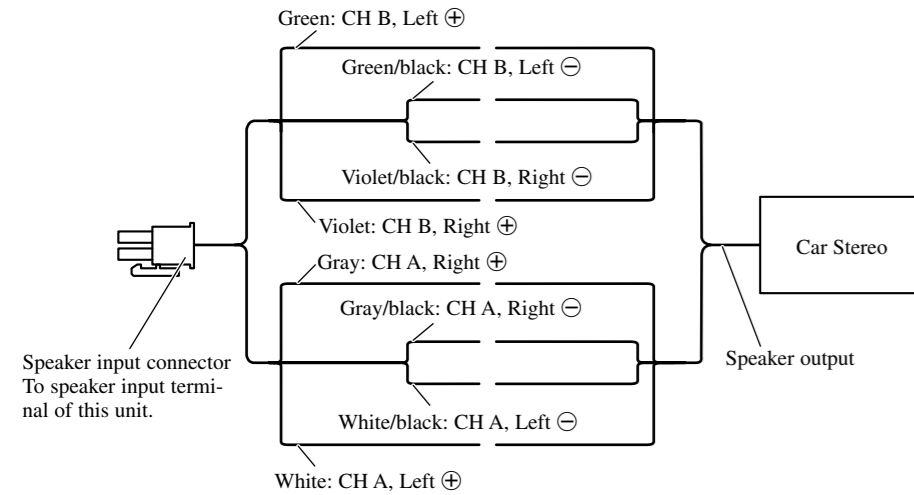 Green: CH B, Left ⊕
Green/black: CH B, Left ⊖
Violet/black: CH B, Right ⊖
Violet: CH B, Right ⊕
Car Stereo
Gray: CH A, Right ⊕
Gray/black: CH A, Right ⊖
Speaker input connector
To speaker input termi-
nal of this unit.
Speaker output
White/black: CH A, Left ⊖
White: CH A, Left ⊕